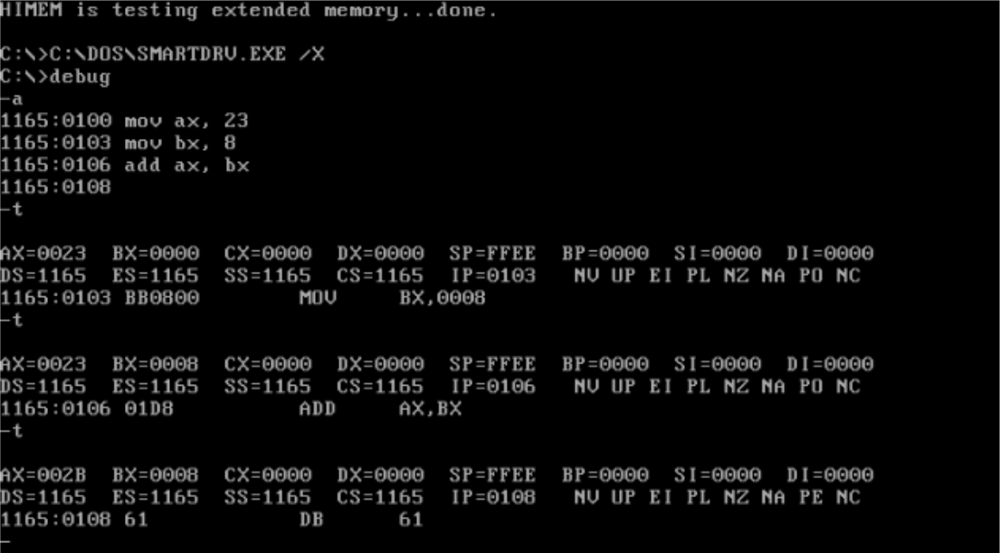 HIMEM is testing extended memory...done.
C:\>C:\DOS\SMARTDRV.EXE /X
C:\>debug
-a
1165:0100 mov ax, 23
1165:0103 mov bx, 8
1165:0106 add ax, bx
1165:0108
-t
AX=0023  BX=0000  CX=0000  DX=0000  SP=FFEE  BP=0000  SI=0000  DI=0000
DS=1165  ES=1165  SS=1165  CS=1165  IP=0103   NV UP EI PL NZ NA PO NC
1165:0103 BB0800        MOV     BX,0008
-t
AX=0023  BX=0008  CX=0000  DX=0000  SP=FFEE  BP=0000  SI=0000  DI=0000
DS=1165  ES=1165  SS=1165  CS=1165  IP=0106   NV UP EI PL NZ NA PO NC
1165:0106 01D8          ADD     AX,BX
-t
AX=002B  BX=0008  CX=0000  DX=0000  SP=FFEE  BP=0000  SI=0000  DI=0000
DS=1165  ES=1165  SS=1165  CS=1165  IP=0108   NV UP EI PL NZ NA PE NC
1165:0108 61            DB      61
-